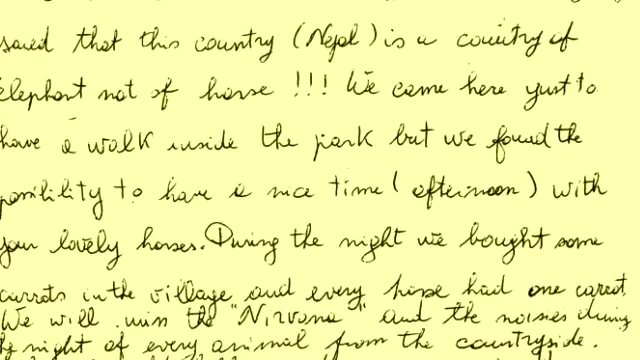 said that this country (Nepal) is a country of
elephant not of horse !!! We came here just to
have a walk inside the park but we found the
possibility to have a nice time (afternoon) with
your lovely horses. During the night we bought some
carrots in the village and every horse had one carrot.
We will miss the "Nirvana" and the noises during
the night of every animal from the countryside.